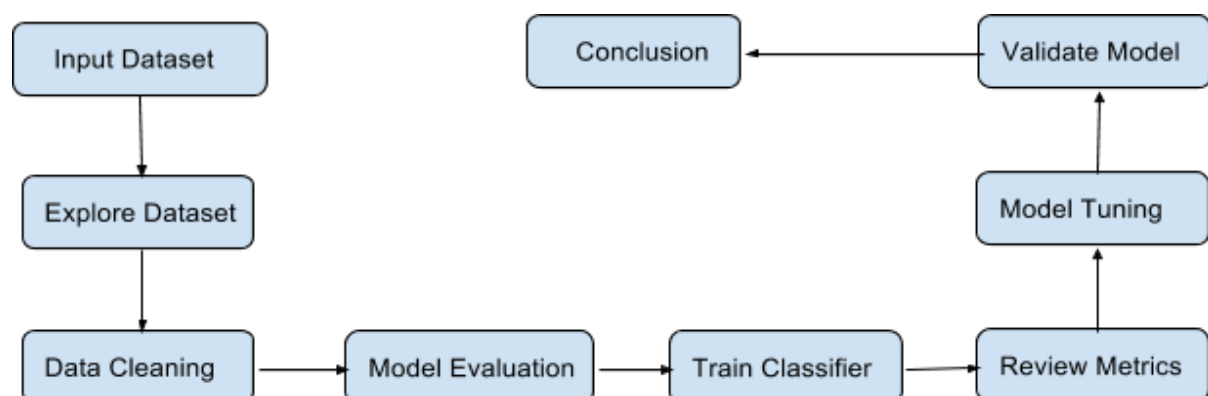 Input Dataset
Explore Dataset
Data Cleaning
Model Evaluation
Train Classifier
Review Metrics
Model Tuning
Validate Model
Conclusion